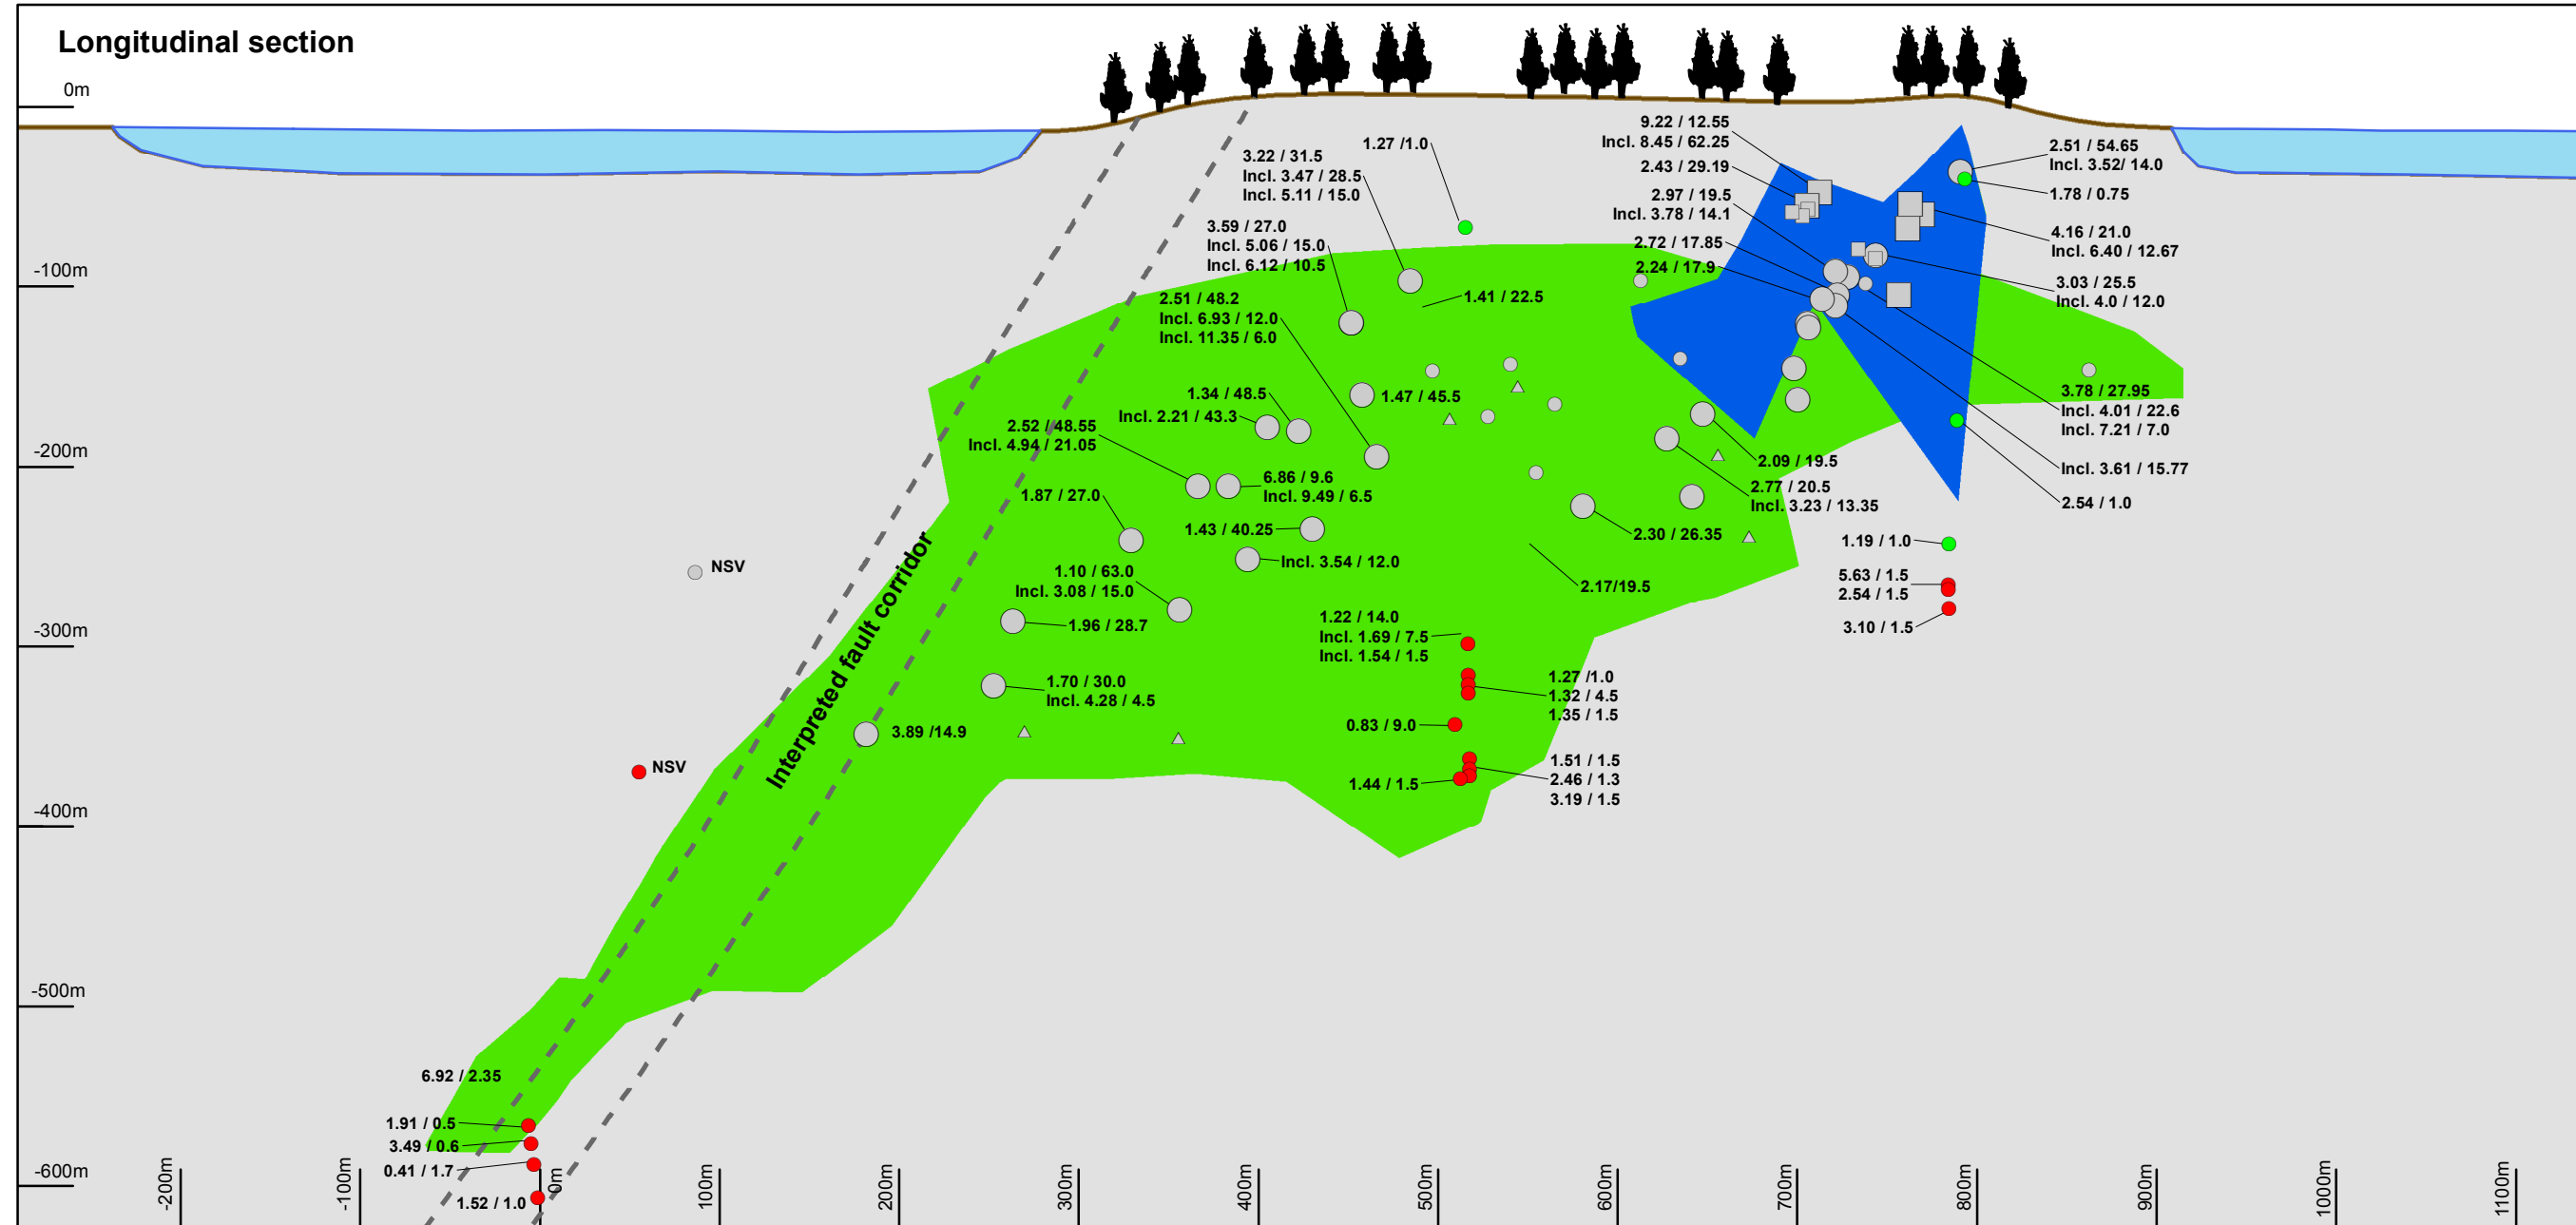 Longitudinal section
0m
-100m
-200m
-300m
-400m
-500m
-600m
1.27 /1.0
3.22 / 31.5
Incl. 3.47 / 28.5
Incl. 5.11 / 15.0
3.59 / 27.0
Incl. 5.06 / 15.0
Incl. 6.12 / 10.5
2.51 / 48.2
Incl. 6.93 / 12.0
Incl. 11.35 / 6.0
1.41 / 22.5
1.34 / 48.5
Incl. 2.21 / 43.3
1.47 / 45.5
2.52 / 48.55
Incl. 4.94 / 21.05
6.86 / 9.6
Incl. 9.49 / 6.5
1.87 / 27.0
1.43 / 40.25
Incl. 3.54 / 12.0
1.10 / 63.0
Incl. 3.08 / 15.0
1.96 / 28.7
1.70 / 30.0
Incl. 4.28 / 4.5
3.89 /14.9
NSV
NSV
Interpreted fault corridor
9.22 / 12.55
Incl. 8.45 / 62.25
2.43 / 29.19
2.97 / 19.5
Incl. 3.78 / 14.1
2.72 / 17.85
2.24 / 17.9
2.51 / 54.65
Incl. 3.52/ 14.0
1.78 / 0.75
4.16 / 21.0
Incl. 6.40 / 12.67
3.03 / 25.5
Incl. 4.0 / 12.0
3.78 / 27.95
Incl. 4.01 / 22.6
Incl. 7.21 / 7.0
Incl. 3.61 / 15.77
2.54 / 1.0
2.09 / 19.5
2.77 / 20.5
Incl. 3.23 / 13.35
2.30 / 26.35
2.17/19.5
1.19 / 1.0
5.63 / 1.5
2.54 / 1.5
3.10 / 1.5
1.22 / 14.0
Incl. 1.69 / 7.5
Incl. 1.54 / 1.5
1.27 /1.0
1.32 / 4.5
1.35 / 1.5
0.83 / 9.0
1.51 / 1.5
2.46 / 1.3
3.19 / 1.5
1.44 / 1.5
6.92 / 2.35
1.91 / 0.5
3.49 / 0.6
0.41 / 1.7
1.52 / 1.0
-200m
-100m
0m
100m
200m
300m
400m
500m
600m
700m
800m
900m
1000m
1100m